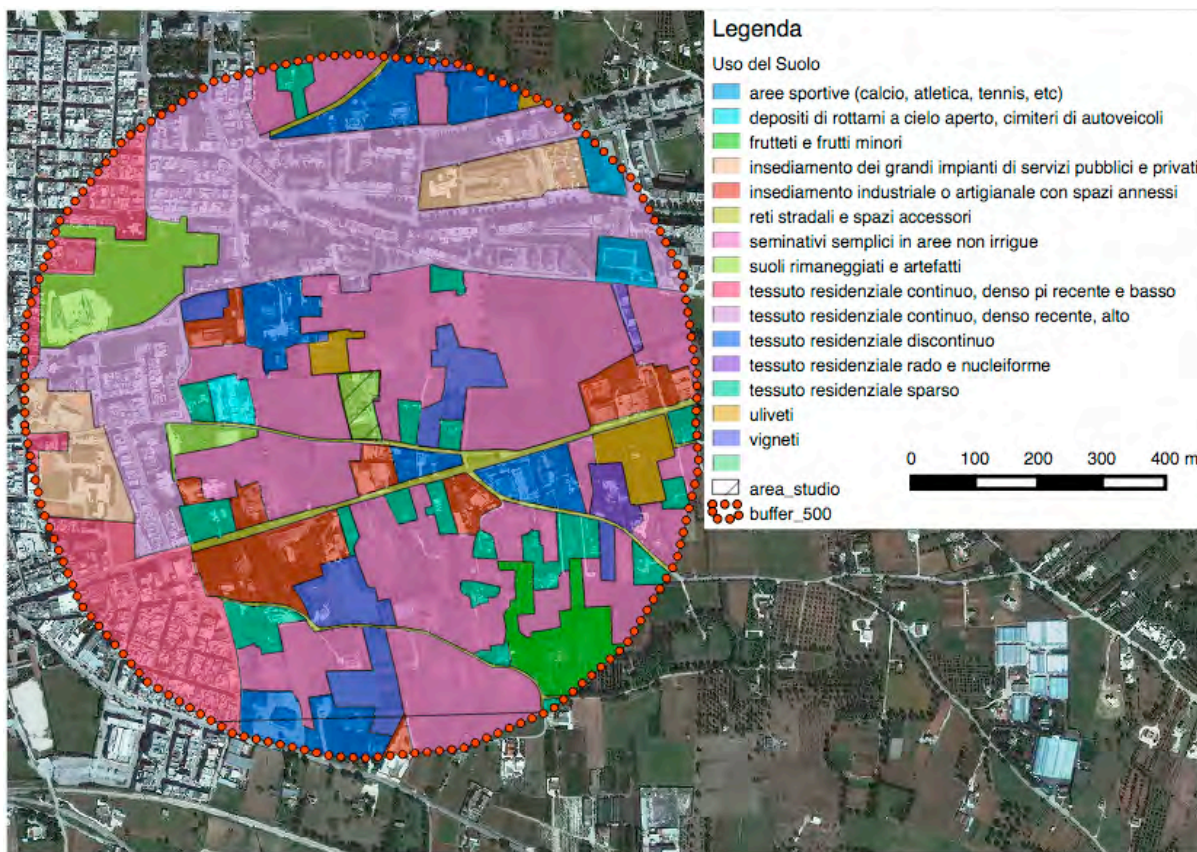 Legenda
Uso del Suolo
aree sportive (calcio, atletica, tennis, etc)
depositi di rottami a cielo aperto, cimiteri di autoveicoli
frutteti e frutti minori
insediamento dei grandi impianti di servizi pubblici e privati
insediamento industriale o artigianale con spazi annessi
reti stradali e spazi accessori
seminativi semplici in aree non irrigue
suoli rimaneggiati e artefatti
tessuto residenziale continuo, denso pi recente e basso
tessuto residenziale continuo, denso recente, alto
tessuto residenziale discontinuo
tessuto residenziale rado e nucleiforme
tessuto residenziale sparso
uliveti
vigneti
0 100 200 300 400 m
area_studio
buffer_500